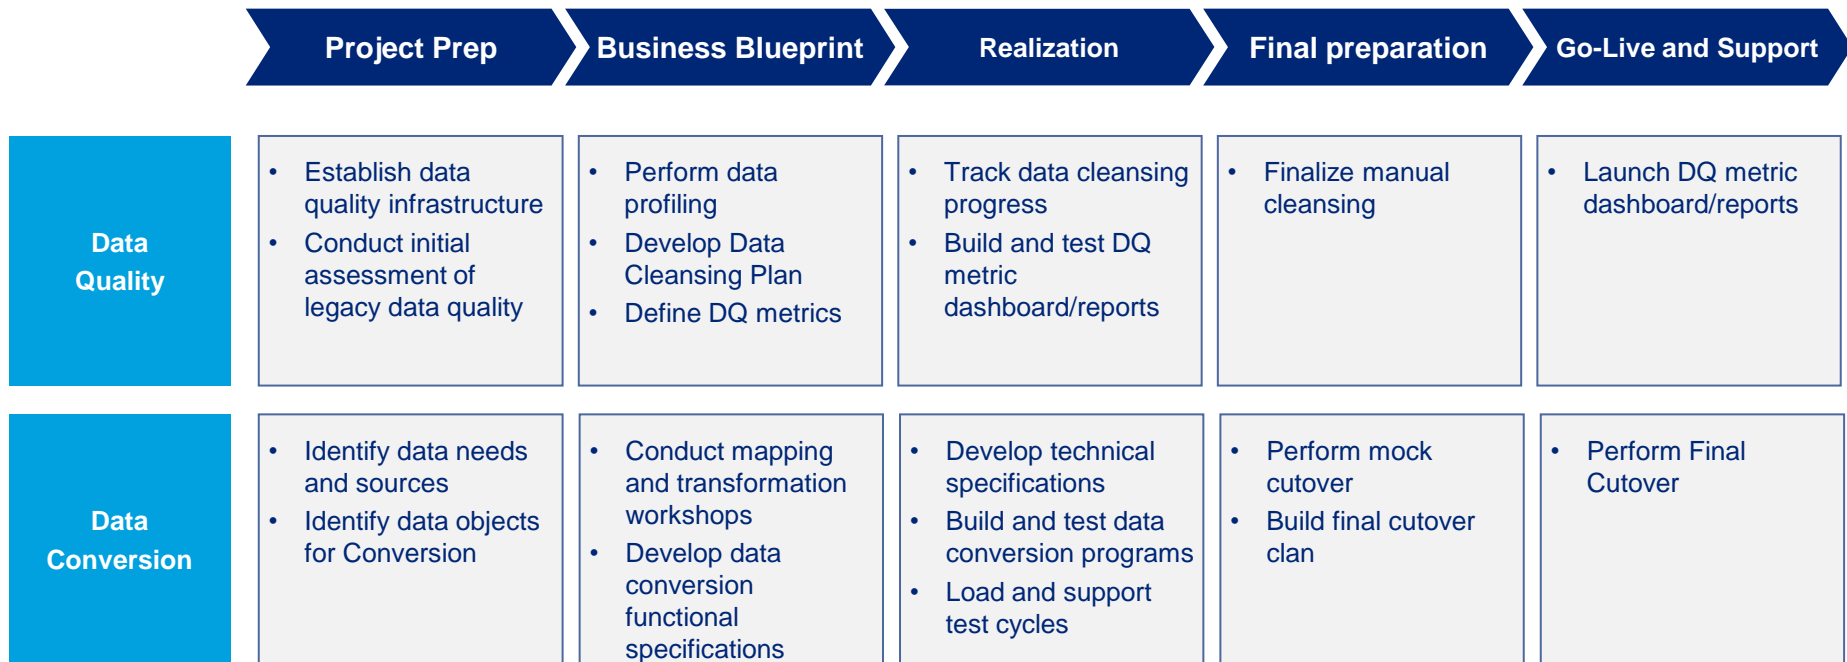 Project Prep
Business Blueprint
Realization
Final preparation
Go-Live and Support
Data
Quality
• Establish data
quality infrastructure
• Conduct initial
assessment of
legacy data quality
• Perform data
profiling
• Develop Data
Cleansing Plan
• Define DQ metrics
• Track data cleansing
progress
• Build and test DQ
metric
dashboard/reports
• Finalize manual
cleansing
• Launch DQ metric
dashboard/reports
Data
Conversion
• Identify data needs
and sources
• Identify data objects
for Conversion
• Conduct mapping
and transformation
workshops
• Develop data
conversion
functional
specifications
• Develop technical
specifications
• Build and test data
conversion programs
• Load and support
test cycles
• Perform mock
cutover
• Build final cutover
clan
• Perform Final
Cutover